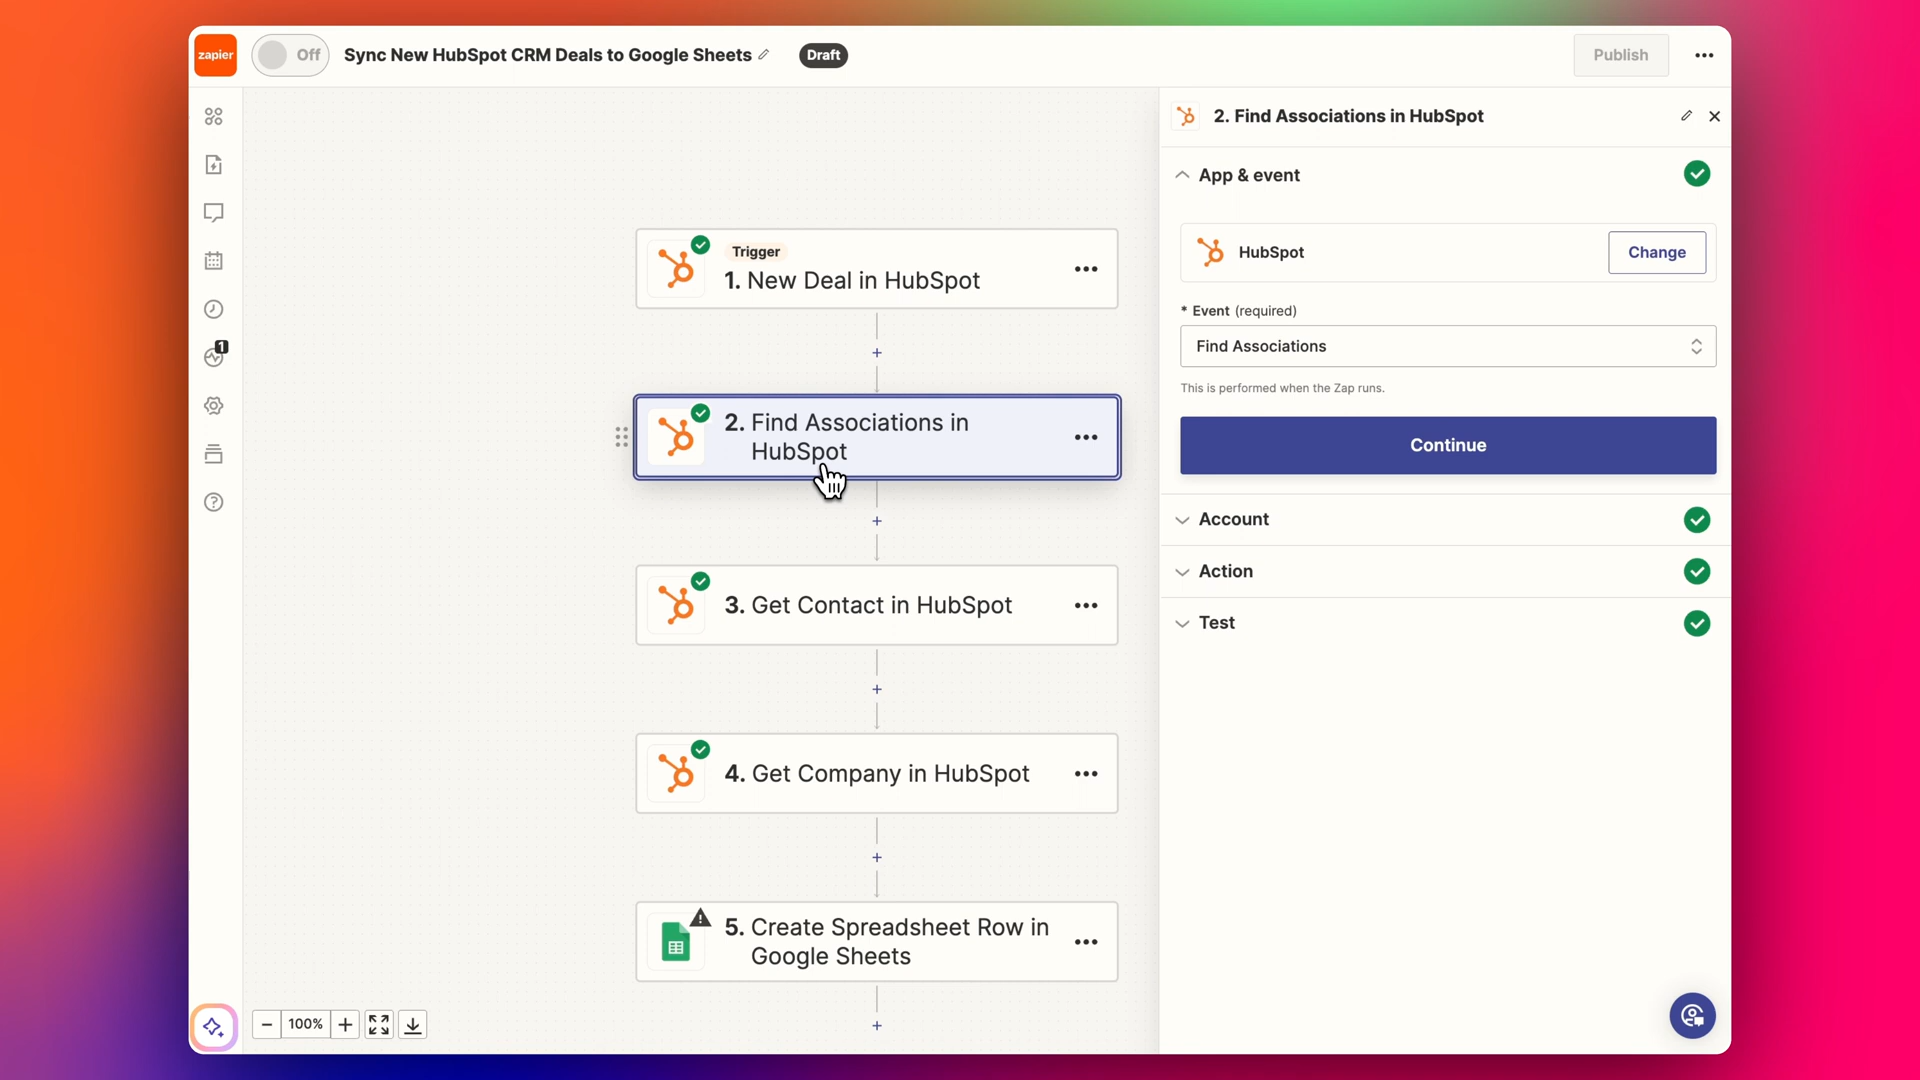 zapier
Off
Sync New HubSpot CRM Deals to Google Sheets
Draft
Publish
1
Trigger
1. New Deal in HubSpot
2. Find Associations in
HubSpot
3. Get Contact in HubSpot
4. Get Company in HubSpot
5. Create Spreadsheet Row in
Google Sheets
100%
2. Find Associations in HubSpot
App & event
HubSpot
Change
* Event (required)
Find Associations
This is performed when the Zap runs.
Continue
Account
Action
Test